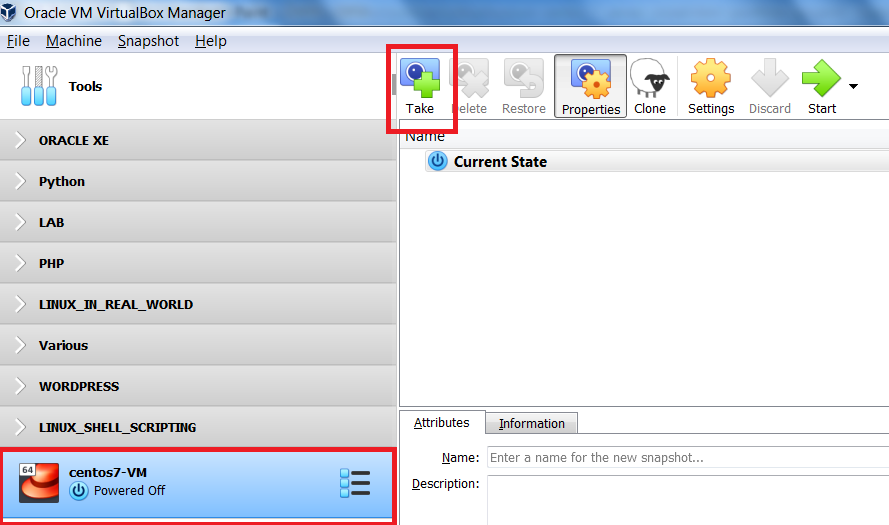 Oracle VM VirtualBox Manager
File Machine Snapshot Help
Tools
Take Delete Restore Properties Clone Settings Discard Start
ORACLE XE
Python
LAB
PHP
LINUX_IN_REAL_WORLD
Various
WORDPRESS
LINUX_SHELL_SCRIPTING
64
centos7-VM
Powered Off
Name
Current State
Attributes Information
Name: Enter a name for the new snapshot...
Description: